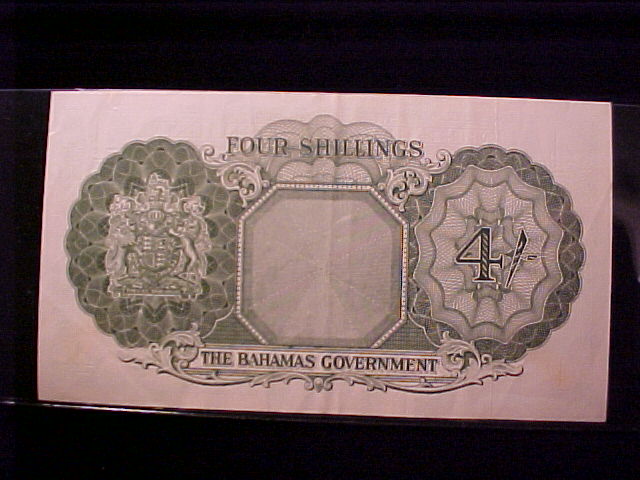 FOUR SHILLINGS
4/-
THE BAHAMAS GOVERNMENT